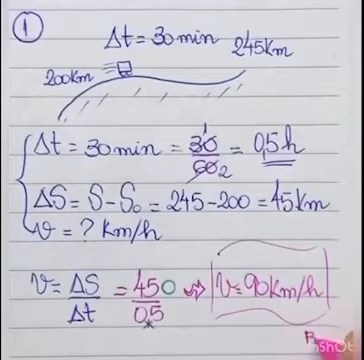 1
Δt = 30 min
245 km
200 km
Δt = 30 min = 30/60 2 = 0,5 h
ΔS = S - S₀ = 245 - 200 = 45 km
v = ? km/h
v = ΔS/Δt = 450/05 ⇝ v = 90 km/h